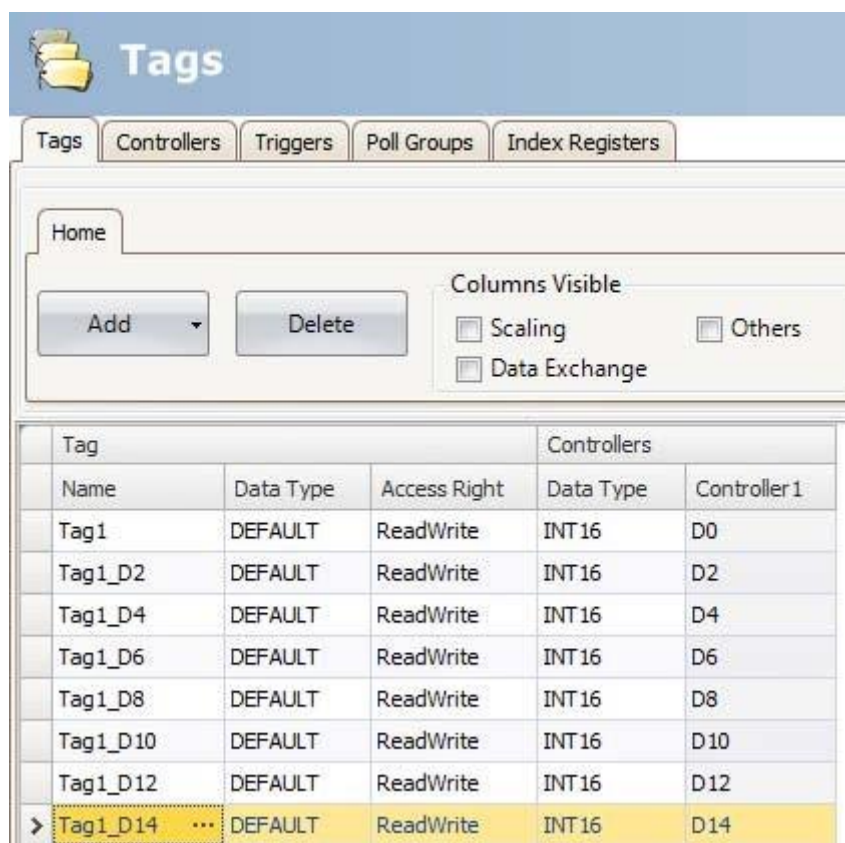 Tags
Tags Controllers Triggers Poll Groups Index Registers
Home
Columns Visible
Add Delete Scaling Others
Data Exchange
Tag Controllers
Name Data Type Access Right Data Type Controller1
Tag1 DEFAULT ReadWrite INT16 D0
Tag1_D2 DEFAULT ReadWrite INT16 D2
Tag1_D4 DEFAULT ReadWrite INT16 D4
Tag1_D6 DEFAULT ReadWrite INT16 D6
Tag1_D8 DEFAULT ReadWrite INT16 D8
Tag1_D10 DEFAULT ReadWrite INT16 D10
Tag1_D12 DEFAULT ReadWrite INT16 D12
Tag1_D14 ... DEFAULT ReadWrite INT16 D14